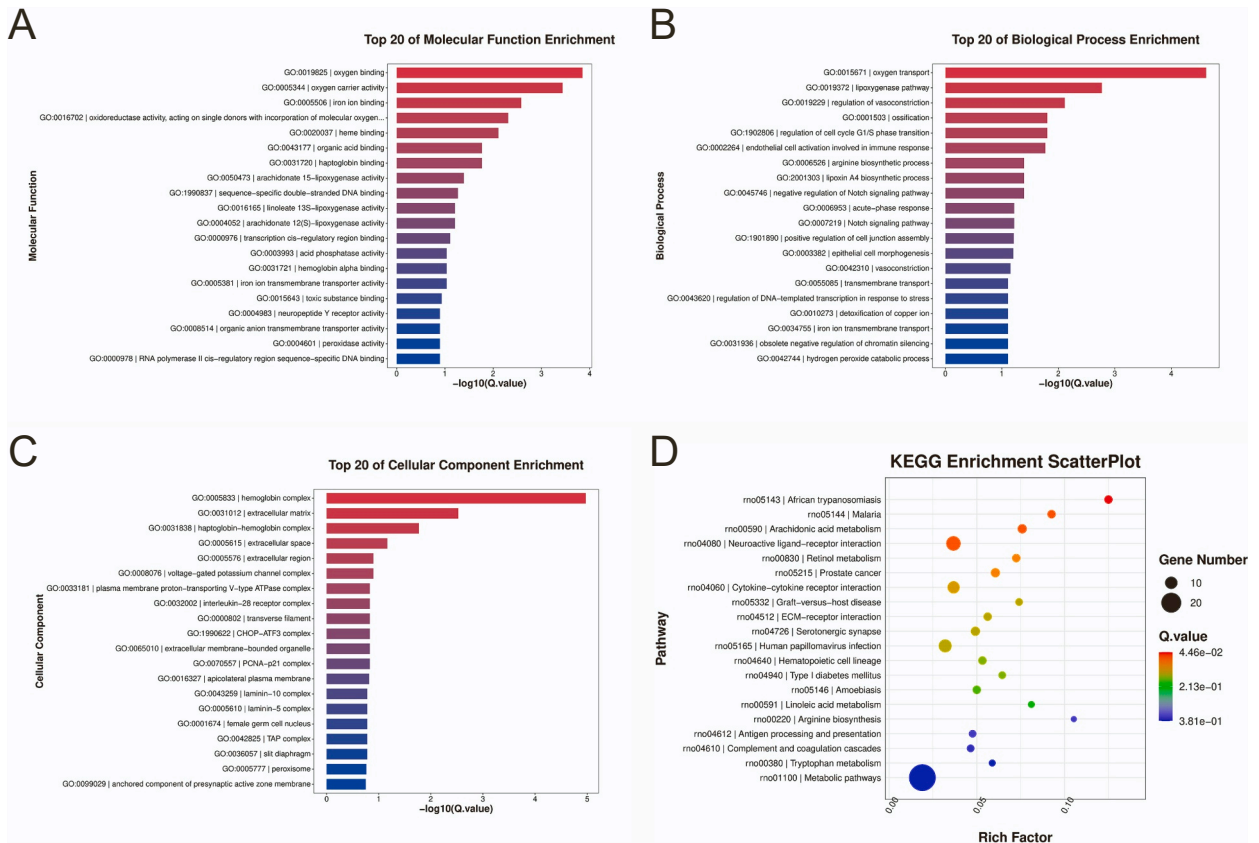 A
Top 20 of Molecular Function Enrichment
Molecular Function
GO:0019825 | oxygen binding
GO:0005344 | oxygen carrier activity
GO:0005506 | iron ion binding
GO:0016702 | oxidoreductase activity, acting on single donors with incorporation of molecular oxygen...
GO:0020037 | heme binding
GO:0043177 | organic acid binding
GO:0031720 | haptoglobin binding
GO:0050473 | arachidonate 15−lipoxygenase activity
GO:1990837 | sequence−specific double−stranded DNA binding
GO:0016165 | linoleate 13S−lipoxygenase activity
GO:0004052 | arachidonate 12(S)−lipoxygenase activity
GO:0000976 | transcription cis−regulatory region binding
GO:0003993 | acid phosphatase activity
GO:0031721 | hemoglobin alpha binding
GO:0005381 | iron ion transmembrane transporter activity
GO:0015643 | toxic substance binding
GO:0004983 | neuropeptide Y receptor activity
GO:0008514 | organic anion transmembrane transporter activity
GO:0004601 | peroxidase activity
GO:0000978 | RNA polymerase II cis−regulatory region sequence−specific DNA binding
0 1 2 3 4
−log10(Q.value)
B
Top 20 of Biological Process Enrichment
Biological Process
GO:0015671 | oxygen transport
GO:0019372 | lipoxygenase pathway
GO:0019229 | regulation of vasoconstriction
GO:0001503 | ossification
GO:1902806 | regulation of cell cycle G1/S phase transition
GO:0002264 | endothelial cell activation involved in immune response
GO:0006526 | arginine biosynthetic process
GO:2001303 | lipoxin A4 biosynthetic process
GO:0045746 | negative regulation of Notch signaling pathway
GO:0006953 | acute−phase response
GO:0007219 | Notch signaling pathway
GO:1901890 | positive regulation of cell junction assembly
GO:0003382 | epithelial cell morphogenesis
GO:0042310 | vasoconstriction
GO:0055085 | transmembrane transport
GO:0043620 | regulation of DNA−templated transcription in response to stress
GO:0010273 | detoxification of copper ion
GO:0034755 | iron ion transmembrane transport
GO:0031936 | obsolete negative regulation of chromatin silencing
GO:0042744 | hydrogen peroxide catabolic process
0 1 2 3 4
−log10(Q.value)
C
Top 20 of Cellular Component Enrichment
Cellular Component
GO:0005833 | hemoglobin complex
GO:0031012 | extracellular matrix
GO:0031838 | haptoglobin−hemoglobin complex
GO:0005615 | extracellular space
GO:0005576 | extracellular region
GO:0008076 | voltage−gated potassium channel complex
GO:0033181 | plasma membrane proton−transporting V−type ATPase complex
GO:0032002 | interleukin−28 receptor complex
GO:0000802 | transverse filament
GO:1990622 | CHOP−ATF3 complex
GO:0065010 | extracellular membrane−bounded organelle
GO:0070557 | PCNA−p21 complex
GO:0016327 | apicolateral plasma membrane
GO:0043259 | laminin−10 complex
GO:0005610 | laminin−5 complex
GO:0001674 | female germ cell nucleus
GO:0042825 | TAP complex
GO:0036057 | slit diaphragm
GO:0005777 | peroxisome
GO:0099029 | anchored component of presynaptic active zone membrane
0 1 2 3 4 5
−log10(Q.value)
D
KEGG Enrichment ScatterPlot
Pathway
rno05143 | African trypanosomiasis
rno05144 | Malaria
rno00590 | Arachidonic acid metabolism
rno04080 | Neuroactive ligand−receptor interaction
rno00830 | Retinol metabolism
rno05215 | Prostate cancer
rno04060 | Cytokine−cytokine receptor interaction
rno05332 | Graft−versus−host disease
rno04512 | ECM−receptor interaction
rno04726 | Serotonergic synapse
rno05165 | Human papillomavirus infection
rno04640 | Hematopoietic cell lineage
rno04940 | Type I diabetes mellitus
rno05146 | Amoebiasis
rno00591 | Linoleic acid metabolism
rno00220 | Arginine biosynthesis
rno04612 | Antigen processing and presentation
rno04610 | Complement and coagulation cascades
rno00380 | Tryptophan metabolism
rno01100 | Metabolic pathways
0.00 0.05 0.10
Rich Factor
Gene Number
10
20
Q.value
4.46e−02
2.13e−01
3.81e−01